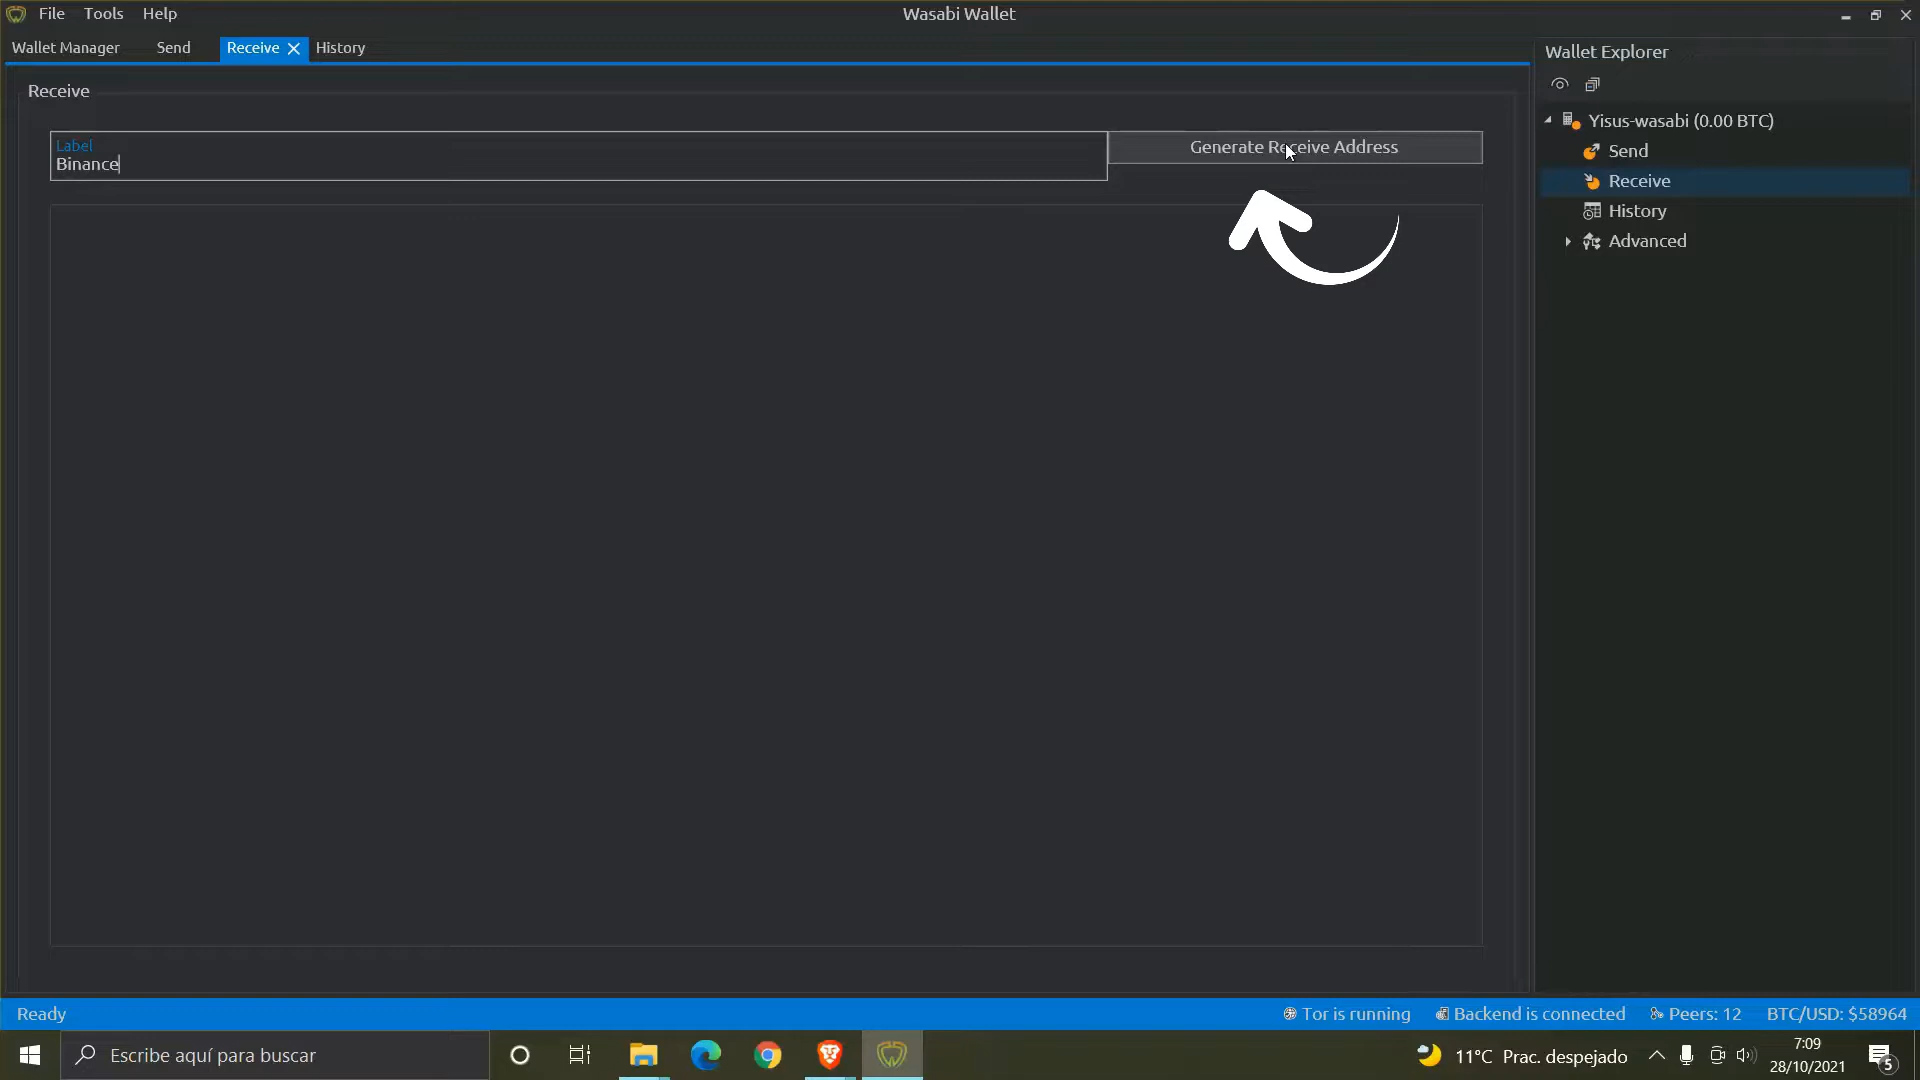 File Tools Help
Wasabi Wallet
Wallet Manager Send Receive History
Wallet Explorer
Receive
Label
Binance
Generate Receive Address
Yisus-wasabi (0.00 BTC)
Send
Receive
History
Advanced
Ready
Tor is running Backend is connected Peers: 12 BTC/USD: $58964
Escribe aquí para buscar
11°C Prac. despejado
7:09
28/10/2021
5